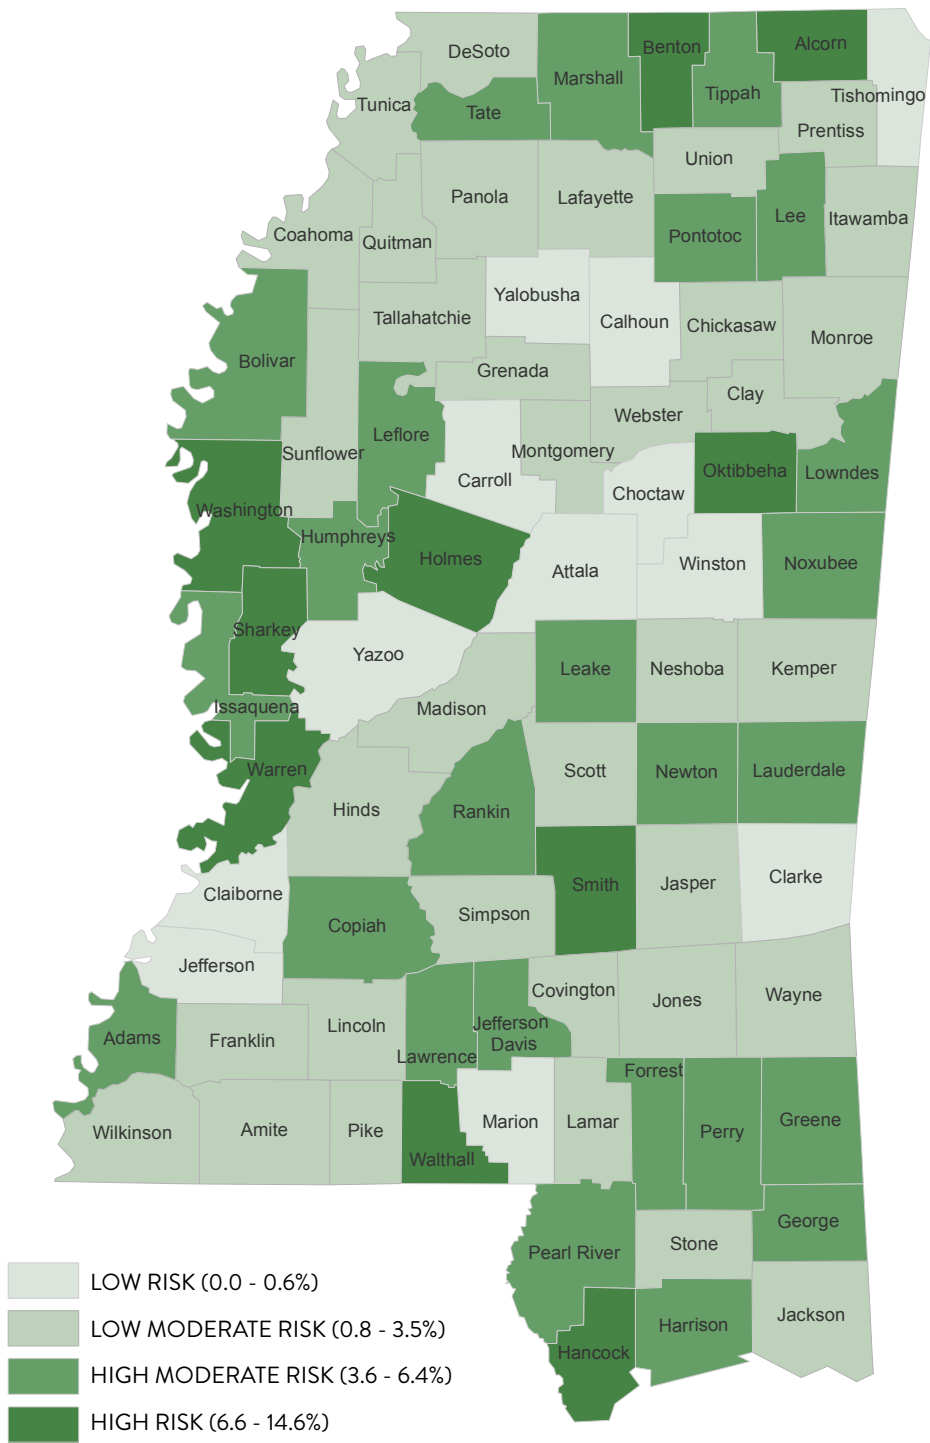 DeSoto
Marshall
Benton
Tippah
Alcorn
Tishomingo
Tunica
Tate
Prentiss
Union
Panola
Lafayette
Pontotoc
Lee
Itawamba
Coahoma
Quitman
Yalobusha
Calhoun
Chickasaw
Monroe
Tallahatchie
Bolivar
Grenada
Clay
Webster
Leflore
Sunflower
Montgomery
Carroll
Choctaw
Oktibbeha
Lowndes
Washington
Humphreys
Holmes
Attala
Winston
Noxubee
Sharkey
Yazoo
Leake
Neshoba
Kemper
Issaquena
Madison
Warren
Scott
Newton
Lauderdale
Hinds
Rankin
Smith
Jasper
Clarke
Claiborne
Copiah
Simpson
Jefferson
Covington
Jones
Wayne
Adams
Franklin
Lincoln
Lawrence
Jefferson
Davis
Forrest
Wilkinson
Amite
Pike
Walthall
Marion
Lamar
Perry
Greene
Pearl River
Stone
George
Hancock
Harrison
Jackson
LOW RISK (0.0 - 0.6%)
LOW MODERATE RISK (0.8 - 3.5%)
HIGH MODERATE RISK (3.6 - 6.4%)
HIGH RISK (6.6 - 14.6%)